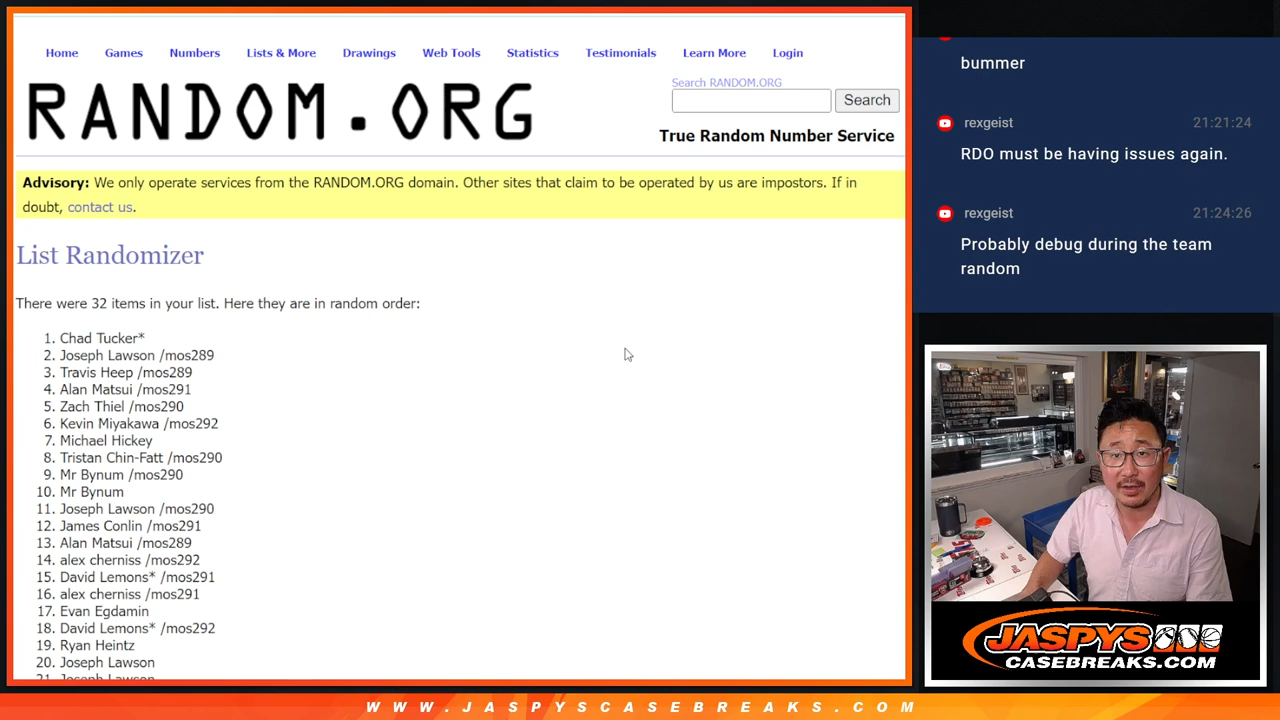 Home Games Numbers Lists & More Drawings Web Tools Statistics Testimonials Learn More Login
RANDOM.ORG
Search RANDOM.ORG
Search
True Random Number Service
Advisory: We only operate services from the RANDOM.ORG domain. Other sites that claim to be operated by us are impostors. If in
doubt, contact us.
List Randomizer
There were 32 items in your list. Here they are in random order:
1. Chad Tucker*
2. Joseph Lawson /mos289
3. Travis Heep /mos289
4. Alan Matsui /mos291
5. Zach Thiel /mos290
6. Kevin Miyakawa /mos292
7. Michael Hickey
8. Tristan Chin-Fatt /mos290
9. Mr Bynum /mos290
10. Mr Bynum
11. Joseph Lawson /mos290
12. James Conlin /mos291
13. Alan Matsui /mos289
14. alex cherniss /mos292
15. David Lemons* /mos291
16. alex cherniss /mos291
17. Evan Egdamin
18. David Lemons* /mos292
19. Ryan Heintz
20. Joseph Lawson
21. Joseph Lawson
bummer
rexgeist 21:21:24
RDO must be having issues again.
rexgeist 21:24:26
Probably debug during the team
random
JASPYS
CASEBREAKS.COM
WWW.JASPYSCASEBREAKS.COM